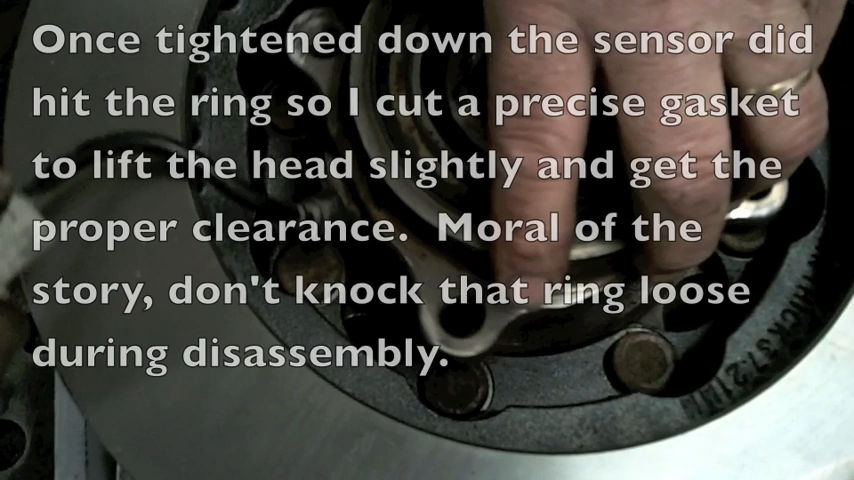 Once tightened down the sensor did
hit the ring so I cut a precise gasket
to lift the head slightly and get the
proper clearance.  Moral of the
story, don't knock that ring loose
during disassembly.